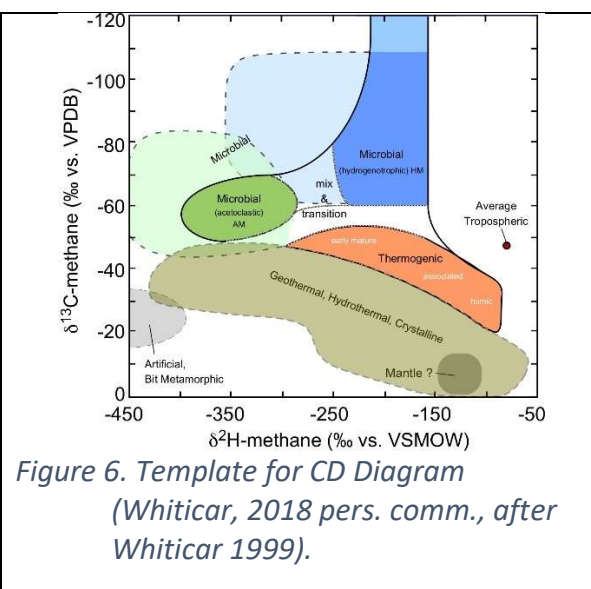 -120
-100
-80
-60
-40
-20
0
δ13C-methane (‰ vs. VPDB)
Microbial
Microbial
(hydrogenotrophic) HM
Microbial
(acetoclastic)
AM
mix
&
transition
Average
Tropospheric
early mature
Thermogenic
associated
humic
Geothermal, Hydrothermal, Crystalline
Artificial,
Bit Metamorphic
Mantle ?
-450
-350
-250
-150
-50
δ2H-methane (‰ vs. VSMOW)
Figure 6. Template for CD Diagram
(Whiticar, 2018 pers. comm., after
Whiticar 1999).